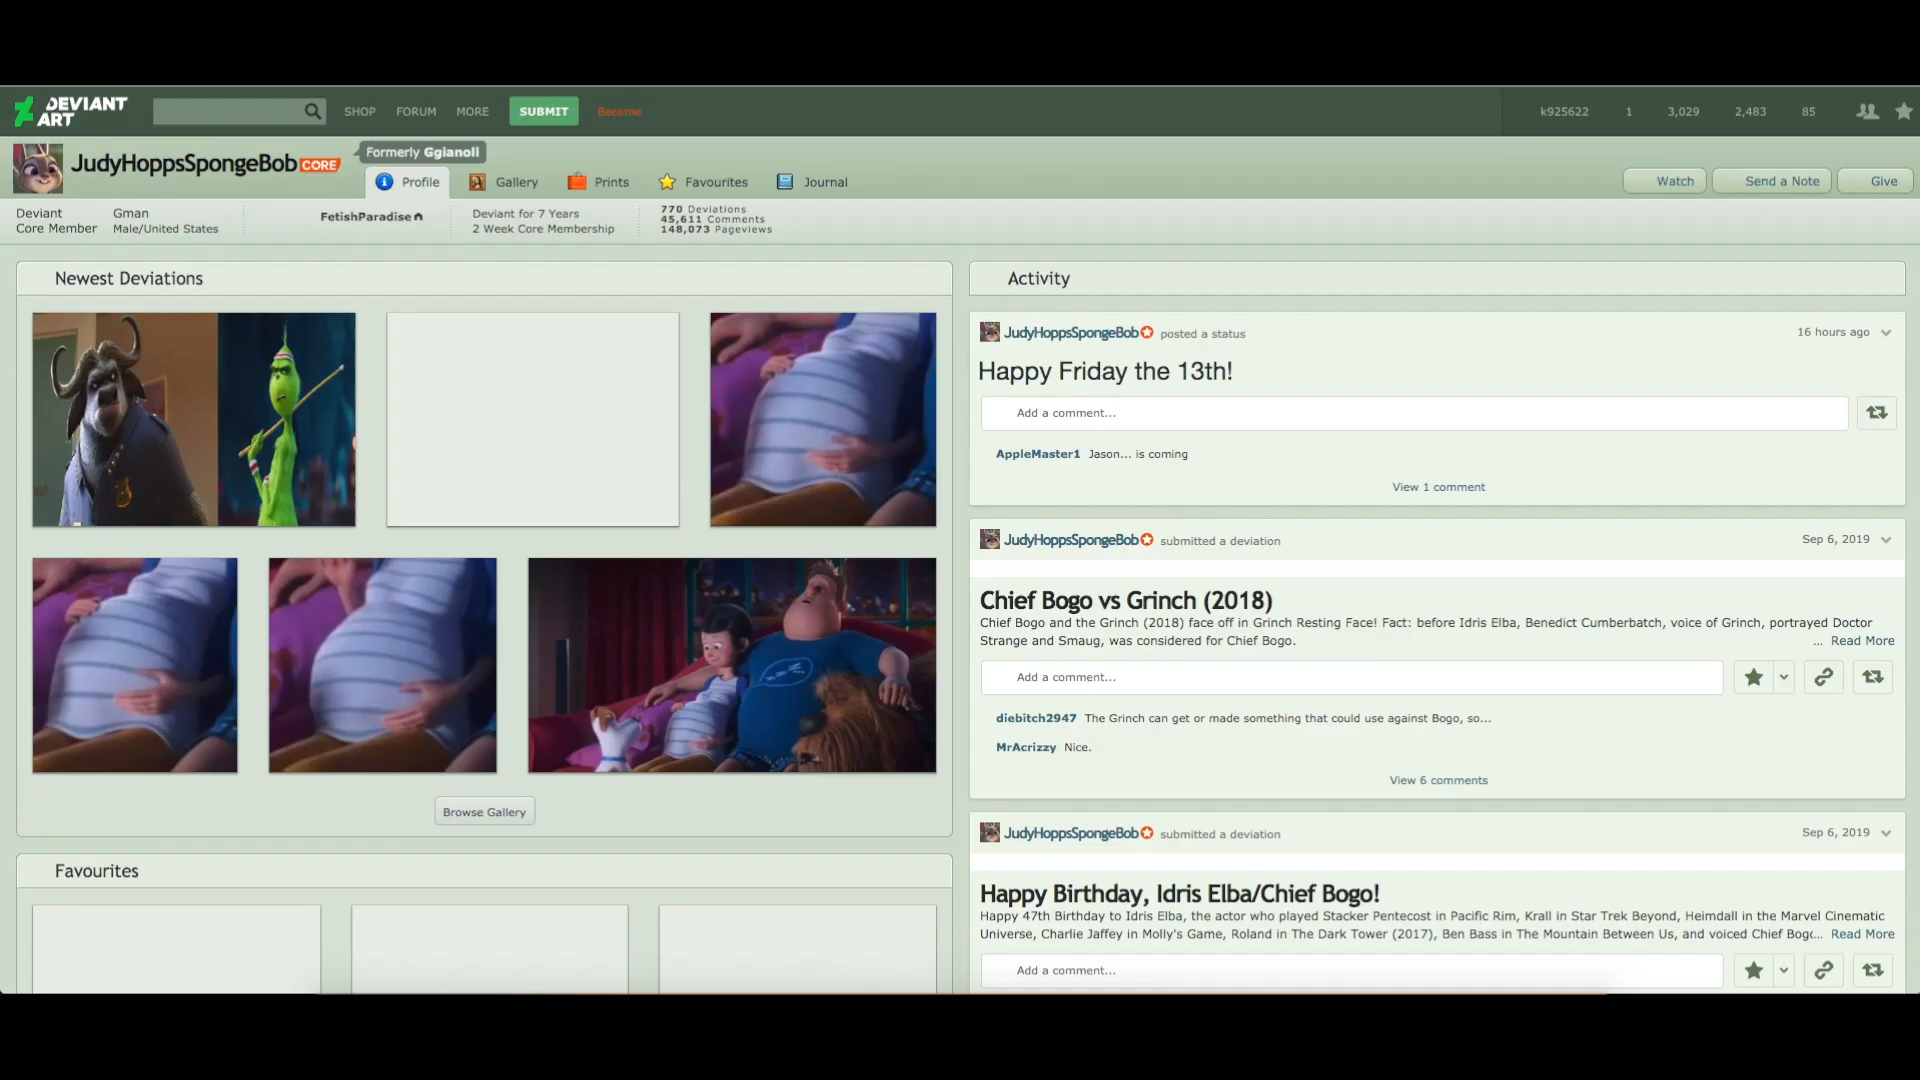 DEVIANT ART
SHOP FORUM MORE SUBMIT Become
k925622 1 3,029 2,483 85
JudyHoppsSpongeBob CORE
Formerly Ggianoli
Profile Gallery Prints Favourites Journal
Watch Send a Note Give
Deviant
Core Member
Gman
Male/United States
FetishParadise
Deviant for 7 Years
2 Week Core Membership
770 Deviations
45,611 Comments
148,073 Pageviews
Newest Deviations
Browse Gallery
Favourites
Activity
JudyHoppsSpongeBob posted a status 16 hours ago
Happy Friday the 13th!
Add a comment...
AppleMaster1 Jason... is coming
View 1 comment
JudyHoppsSpongeBob submitted a deviation Sep 6, 2019
Chief Bogo vs Grinch (2018)
Chief Bogo and the Grinch (2018) face off in Grinch Resting Face! Fact: before Idris Elba, Benedict Cumberbatch, voice of Grinch, portrayed Doctor
Strange and Smaug, was considered for Chief Bogo. ... Read More
Add a comment...
diebitch2947 The Grinch can get or made something that could use against Bogo, so...
MrAcrizzy Nice.
View 6 comments
JudyHoppsSpongeBob submitted a deviation Sep 6, 2019
Happy Birthday, Idris Elba/Chief Bogo!
Happy 47th Birthday to Idris Elba, the actor who played Stacker Pentecost in Pacific Rim, Krall in Star Trek Beyond, Heimdall in the Marvel Cinematic
Universe, Charlie Jaffey in Molly's Game, Roland in The Dark Tower (2017), Ben Bass in The Mountain Between Us, and voiced Chief Bogo... Read More
Add a comment...